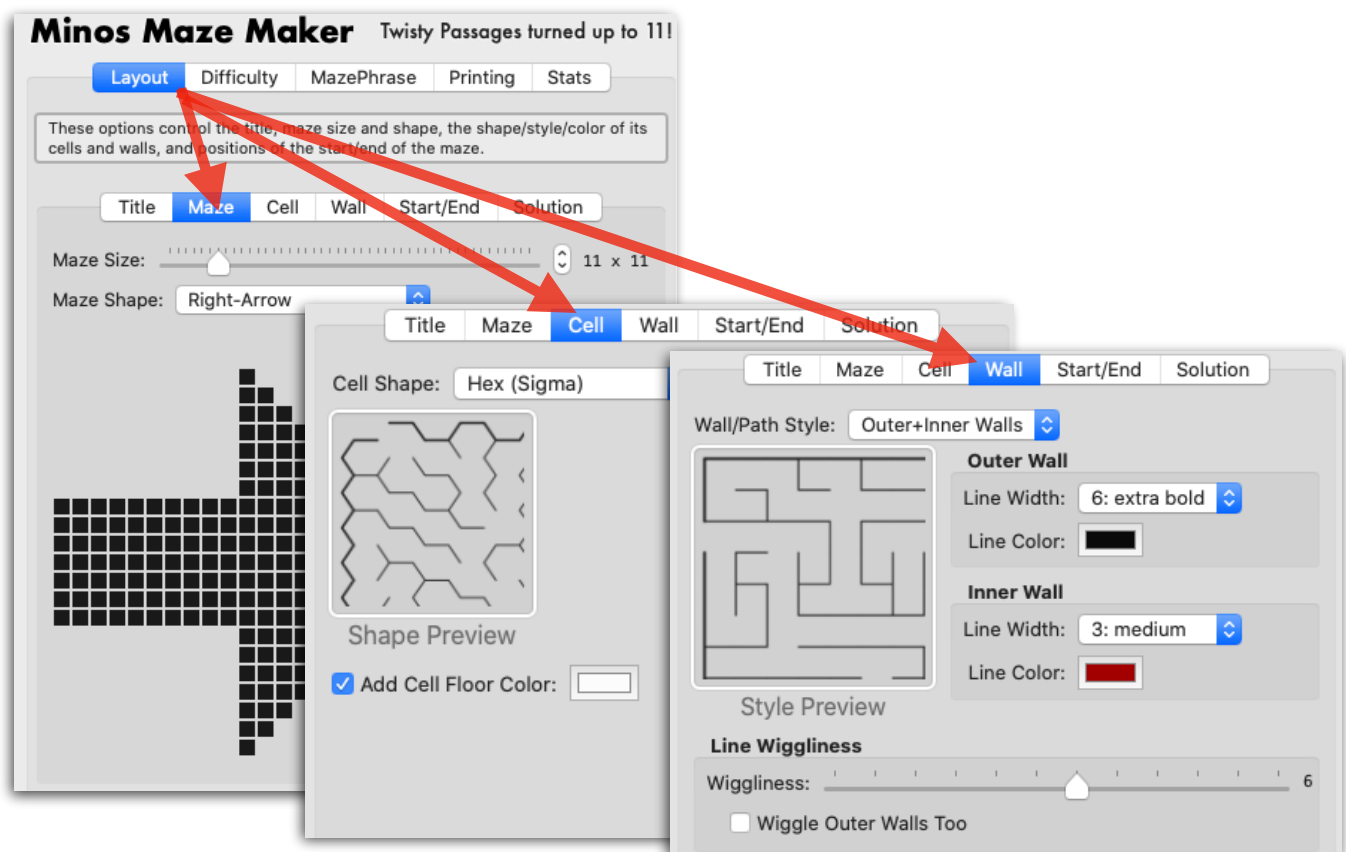 Minos Maze Maker Twisty Passages turned up to 11!
Layout Difficulty MazePhrase Printing Stats
These options control the title, maze size and shape, the shape/style/color of its
cells and walls, and positions of the start/end of the maze.
Title Maze Cell Wall Start/End Solution
Maze Size: 11 x 11
Maze Shape: Right-Arrow
Title Maze Cell Wall Start/End Solution
Cell Shape: Hex (Sigma)
Shape Preview
Add Cell Floor Color:
Title Maze Cell Wall Start/End Solution
Wall/Path Style: Outer+Inner Walls
Outer Wall
Line Width: 6: extra bold
Line Color:
Inner Wall
Line Width: 3: medium
Line Color:
Style Preview
Line Wiggliness
Wiggliness: 6
Wiggle Outer Walls Too